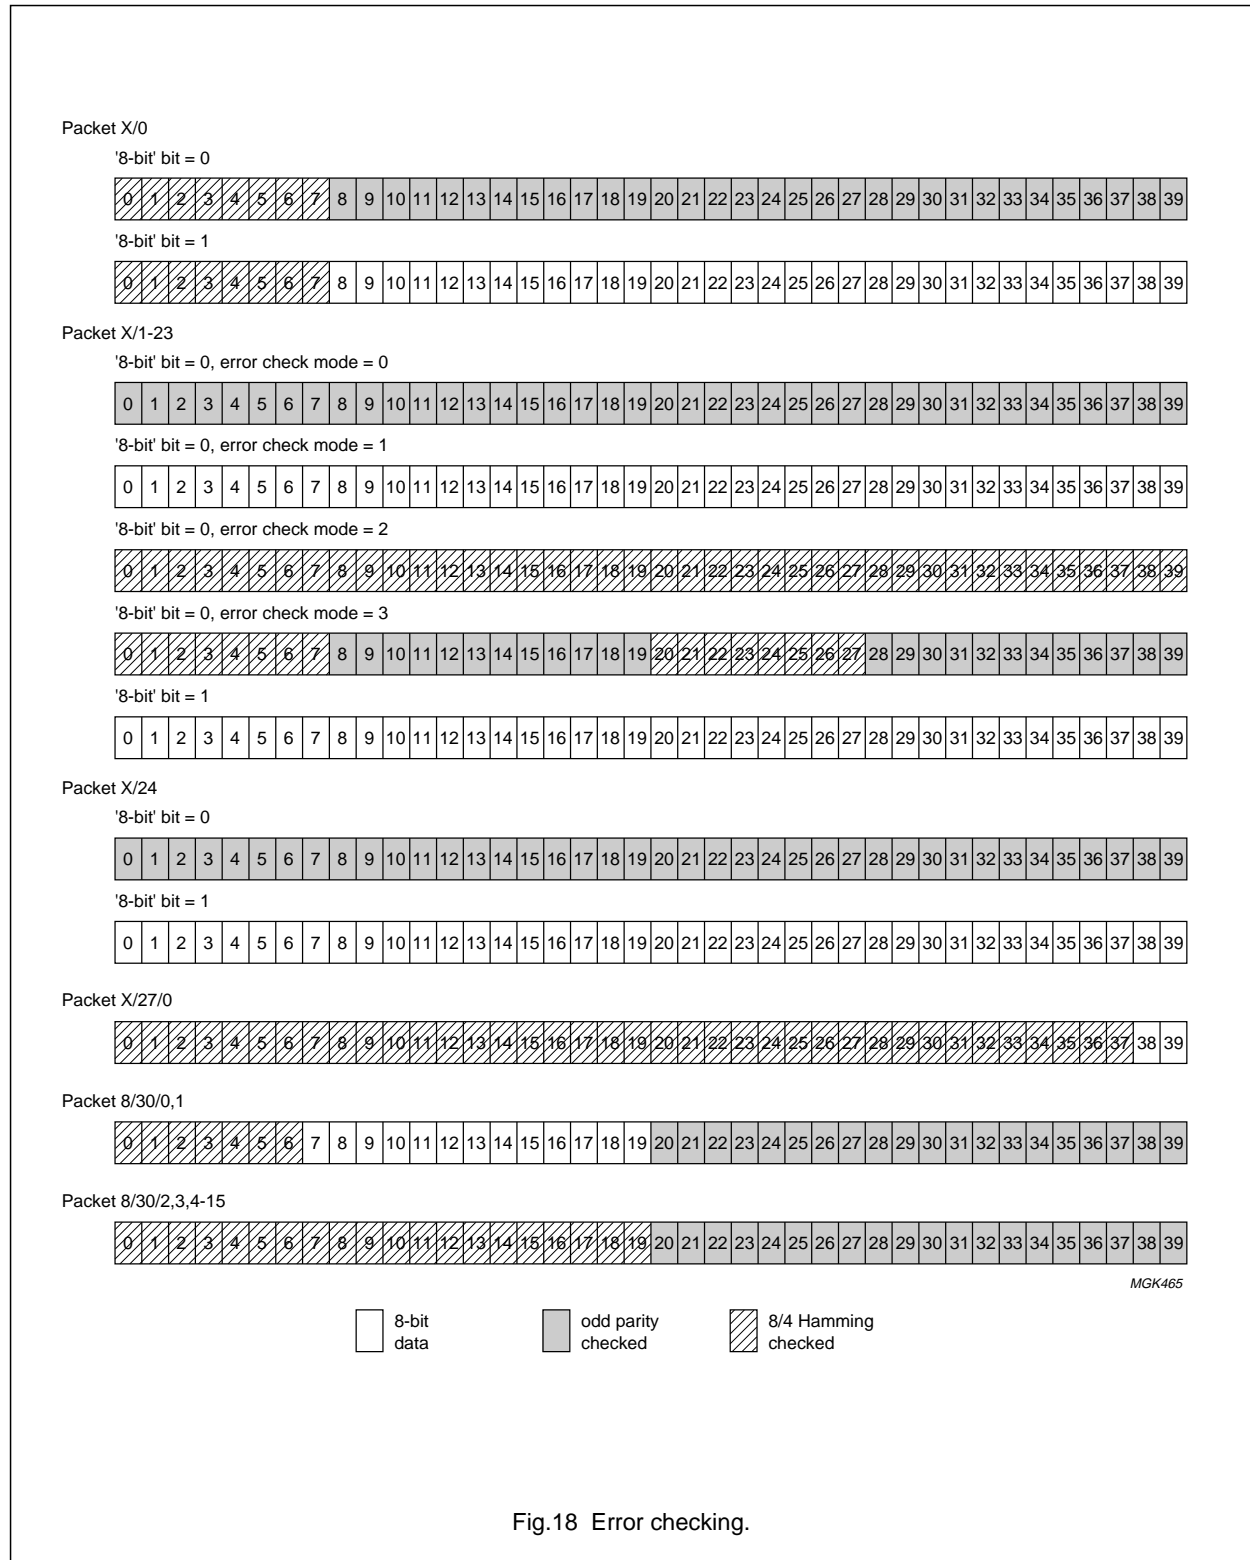 Packet X/0
'8-bit' bit = 0
0 1 2 3 4 5 6 7 8 9 10 11 12 13 14 15 16 17 18 19 20 21 22 23 24 25 26 27 28 29 30 31 32 33 34 35 36 37 38 39
'8-bit' bit = 1
0 1 2 3 4 5 6 7 8 9 10 11 12 13 14 15 16 17 18 19 20 21 22 23 24 25 26 27 28 29 30 31 32 33 34 35 36 37 38 39
Packet X/1-23
'8-bit' bit = 0, error check mode = 0
0 1 2 3 4 5 6 7 8 9 10 11 12 13 14 15 16 17 18 19 20 21 22 23 24 25 26 27 28 29 30 31 32 33 34 35 36 37 38 39
'8-bit' bit = 0, error check mode = 1
0 1 2 3 4 5 6 7 8 9 10 11 12 13 14 15 16 17 18 19 20 21 22 23 24 25 26 27 28 29 30 31 32 33 34 35 36 37 38 39
'8-bit' bit = 0, error check mode = 2
0 1 2 3 4 5 6 7 8 9 10 11 12 13 14 15 16 17 18 19 20 21 22 23 24 25 26 27 28 29 30 31 32 33 34 35 36 37 38 39
'8-bit' bit = 0, error check mode = 3
0 1 2 3 4 5 6 7 8 9 10 11 12 13 14 15 16 17 18 19 20 21 22 23 24 25 26 27 28 29 30 31 32 33 34 35 36 37 38 39
'8-bit' bit = 1
0 1 2 3 4 5 6 7 8 9 10 11 12 13 14 15 16 17 18 19 20 21 22 23 24 25 26 27 28 29 30 31 32 33 34 35 36 37 38 39
Packet X/24
'8-bit' bit = 0
0 1 2 3 4 5 6 7 8 9 10 11 12 13 14 15 16 17 18 19 20 21 22 23 24 25 26 27 28 29 30 31 32 33 34 35 36 37 38 39
'8-bit' bit = 1
0 1 2 3 4 5 6 7 8 9 10 11 12 13 14 15 16 17 18 19 20 21 22 23 24 25 26 27 28 29 30 31 32 33 34 35 36 37 38 39
Packet X/27/0
0 1 2 3 4 5 6 7 8 9 10 11 12 13 14 15 16 17 18 19 20 21 22 23 24 25 26 27 28 29 30 31 32 33 34 35 36 37 38 39
Packet 8/30/0,1
0 1 2 3 4 5 6 7 8 9 10 11 12 13 14 15 16 17 18 19 20 21 22 23 24 25 26 27 28 29 30 31 32 33 34 35 36 37 38 39
Packet 8/30/2,3,4-15
0 1 2 3 4 5 6 7 8 9 10 11 12 13 14 15 16 17 18 19 20 21 22 23 24 25 26 27 28 29 30 31 32 33 34 35 36 37 38 39
MGK465
8-bit
data
odd parity
checked
8/4 Hamming
checked
Fig.18 Error checking.